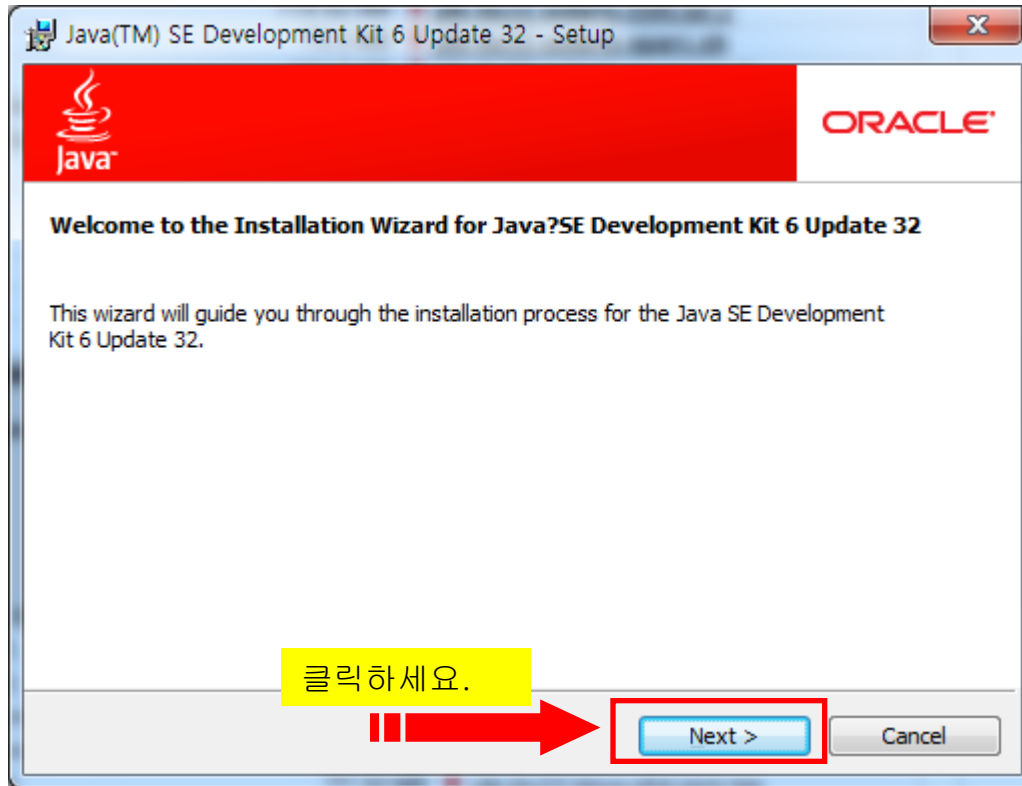 Java(TM) SE Development Kit 6 Update 32 - Setup
Java™
ORACLE®
Welcome to the Installation Wizard for Java?SE Development Kit 6 Update 32
This wizard will guide you through the installation process for the Java SE Development
Kit 6 Update 32.
클릭하세요.
Next >
Cancel